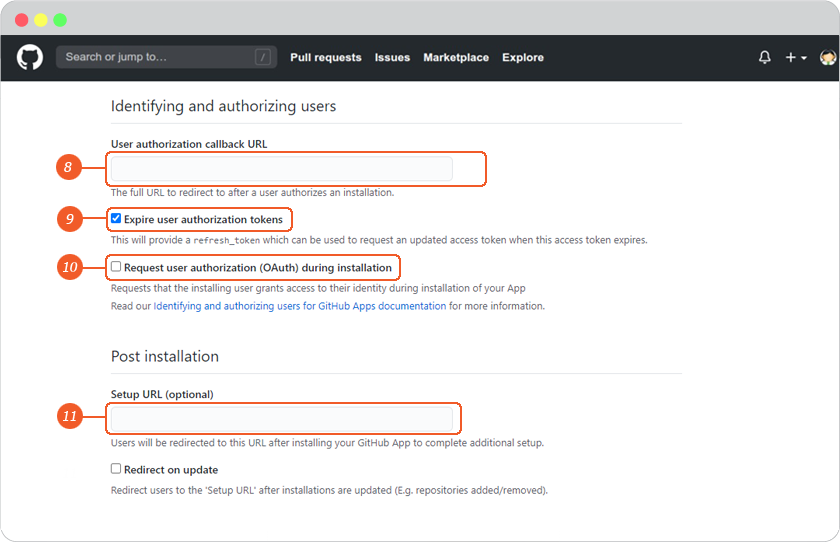 Search or jump to...
/
Pull requests
Issues
Marketplace
Explore
Identifying and authorizing users
User authorization callback URL
8
The full URL to redirect to after a user authorizes an installation.
9
Expire user authorization tokens
This will provide a refresh_token which can be used to request an updated access token when this access token expires.
10
Request user authorization (OAuth) during installation
Requests that the installing user grants access to their identity during installation of your App
Read our Identifying and authorizing users for GitHub Apps documentation for more information.
Post installation
Setup URL (optional)
11
Users will be redirected to this URL after installing your GitHub App to complete additional setup.
Redirect on update
Redirect users to the 'Setup URL' after installations are updated (E.g. repositories added/removed).